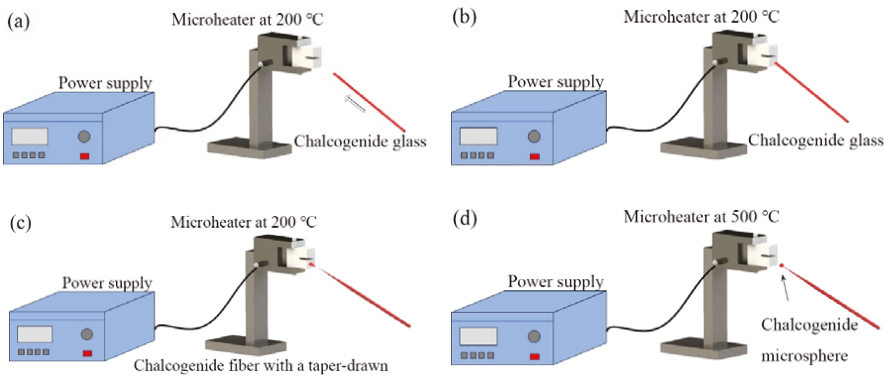 (a)
Microheater at 200 ℃
Power supply
Chalcogenide glass
(b)
Microheater at 200 ℃
Power supply
Chalcogenide glass
(c)
Microheater at 200 ℃
Power supply
Chalcogenide fiber with a taper-drawn
(d)
Microheater at 500 ℃
Power supply
Chalcogenide
microsphere